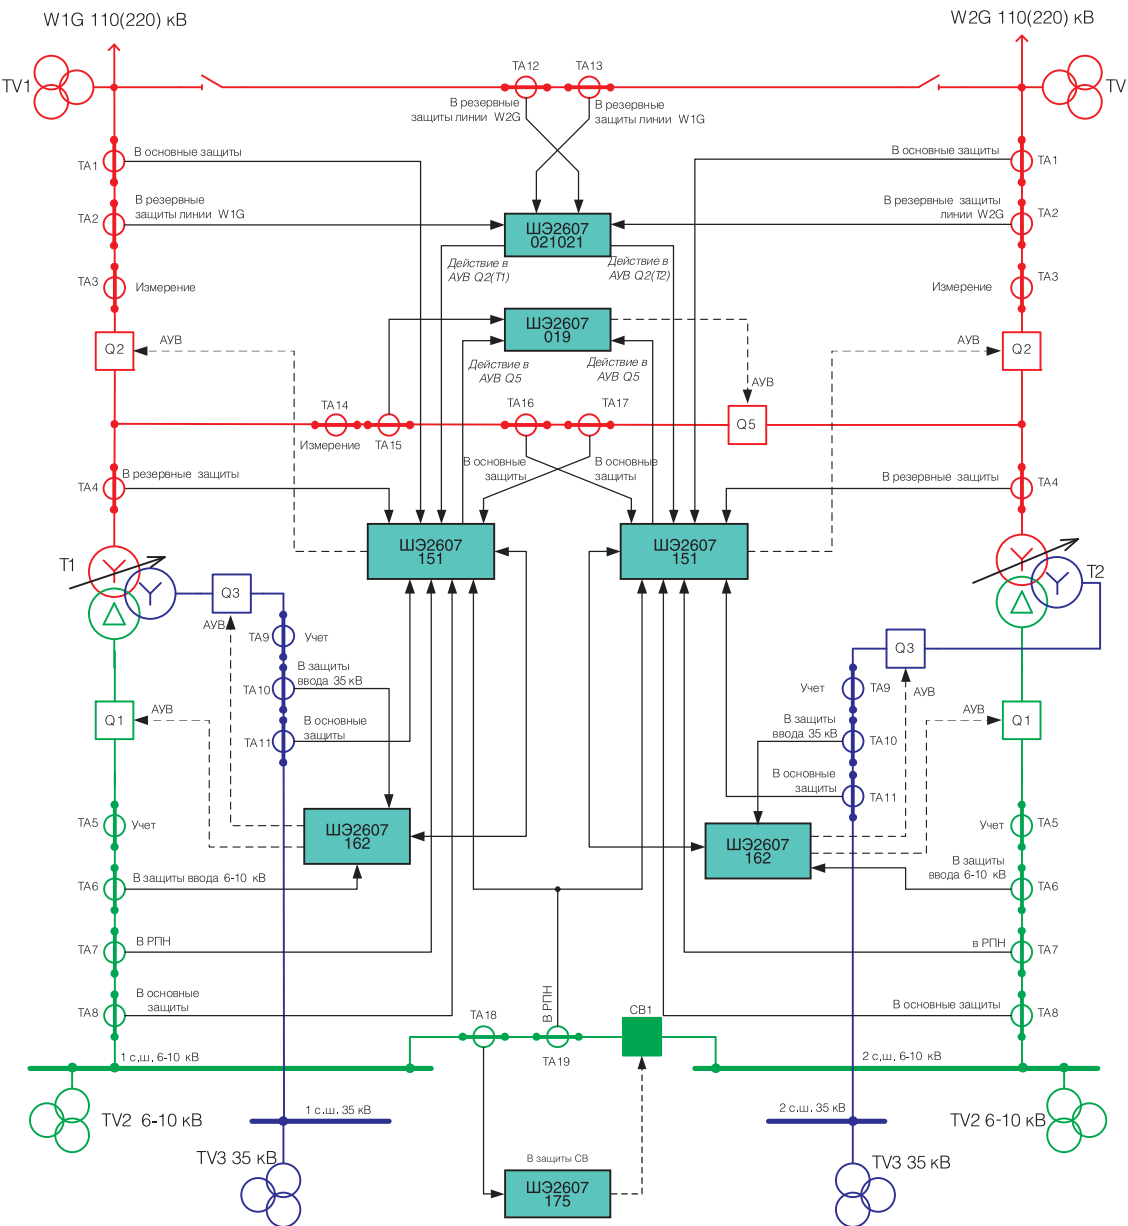 W1G 110(220) кВ
W2G 110(220) кВ
TV1
TA12
TA13
TV
В резервные
защиты линии W2G
В резервные
защиты линии W1G
TA1
В основные защиты
В основные защиты
TA1
TA2
В резервные
защиты линии W1G
ШЭ2607
021021
В резервные защиты
линии W2G
TA2
Действие в
АУВ Q2(T1)
Действие в
АУВ Q2(T2)
TA3
Измерение
Измерение
TA3
ШЭ2607
019
Q2
АУВ
АУВ
Q2
Действие в
АУВ Q5
Действие в
АУВ Q5
АУВ
TA14
TA16
TA17
Q5
Измерение
TA15
В основные
защиты
В основные
защиты
TA4
В резервные защиты
В резервные защиты
TA4
ШЭ2607
151
ШЭ2607
151
T1
T2
Q3
АУВ
TA9
Учет
Q3
В защиты
ввода 35 кВ
TA10
Учет
TA9
АУВ
Q1
АУВ
В основные
защиты
TA11
В защиты
ввода 35 кВ
TA10
АУВ
Q1
В основные
защиты
TA11
TA5
Учет
ШЭ2607
162
ШЭ2607
162
Учет
TA5
TA6
В защиты ввода 6-10 кВ
В защиты
ввода 6-10 кВ
TA6
TA7
В РПН
в РПН
TA7
В основные
защиты
TA8
TA18
В РПН
СВ1
В основные защиты
TA8
TA19
1 с.ш. 6-10 кВ
2 с.ш. 6-10 кВ
TV2 6-10 кВ
1 с.ш. 35 кВ
2 с.ш. 35 кВ
TV2 6-10 кВ
TV3 35 кВ
В защиты СВ
TV3 35 кВ
ШЭ2607
175